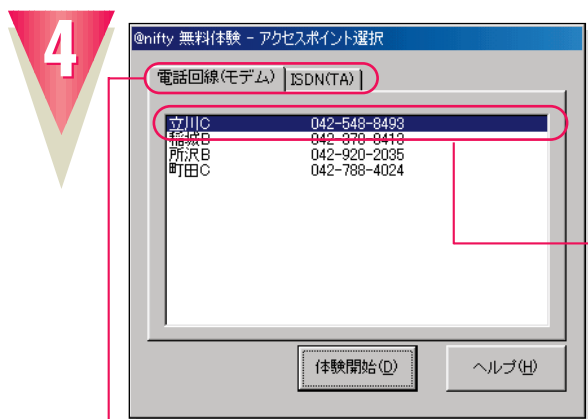 4
@nifty 無料体験 - アクセスポイント選択
電話回線(モデム) ISDN(TA)
立川C 042-548-8493
稲城B 042-378-8413
所沢B 042-920-2035
町田C 042-788-4024
体験開始(D) ヘルプ(H)